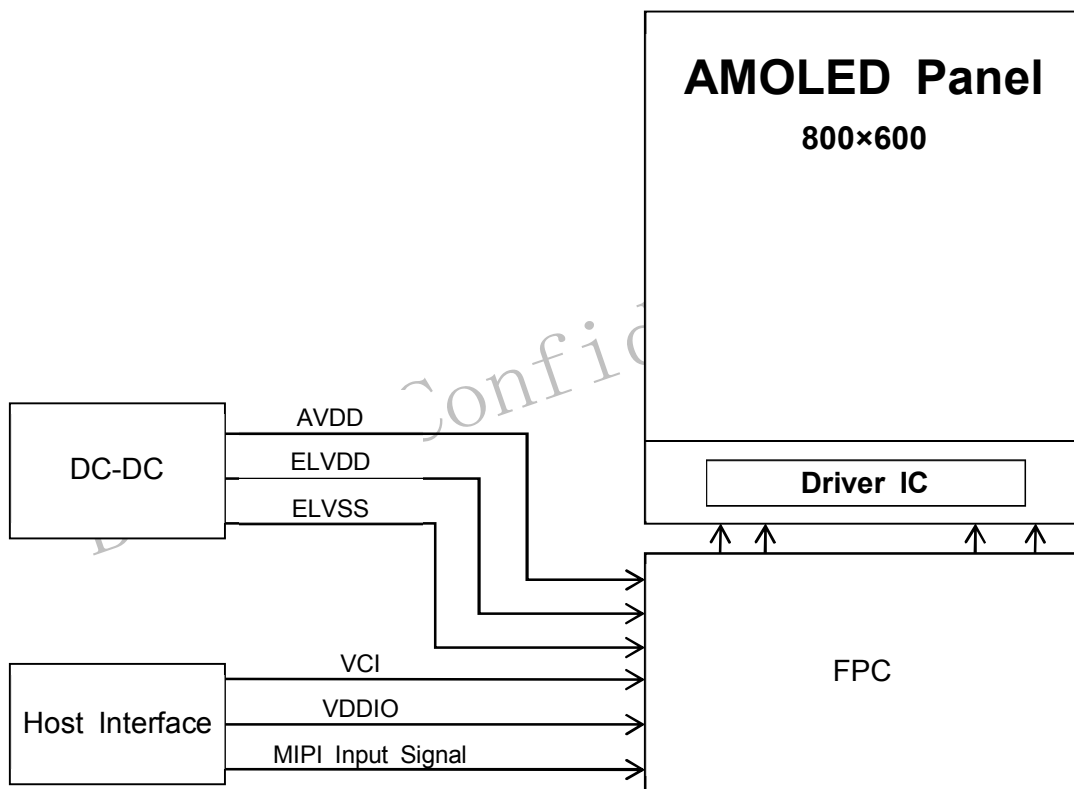 AMOLED Panel
800×600
Driver IC
DC-DC
AVDD
ELVDD
ELVSS
FPC
Host Interface
VCI
VDDIO
MIPI Input Signal